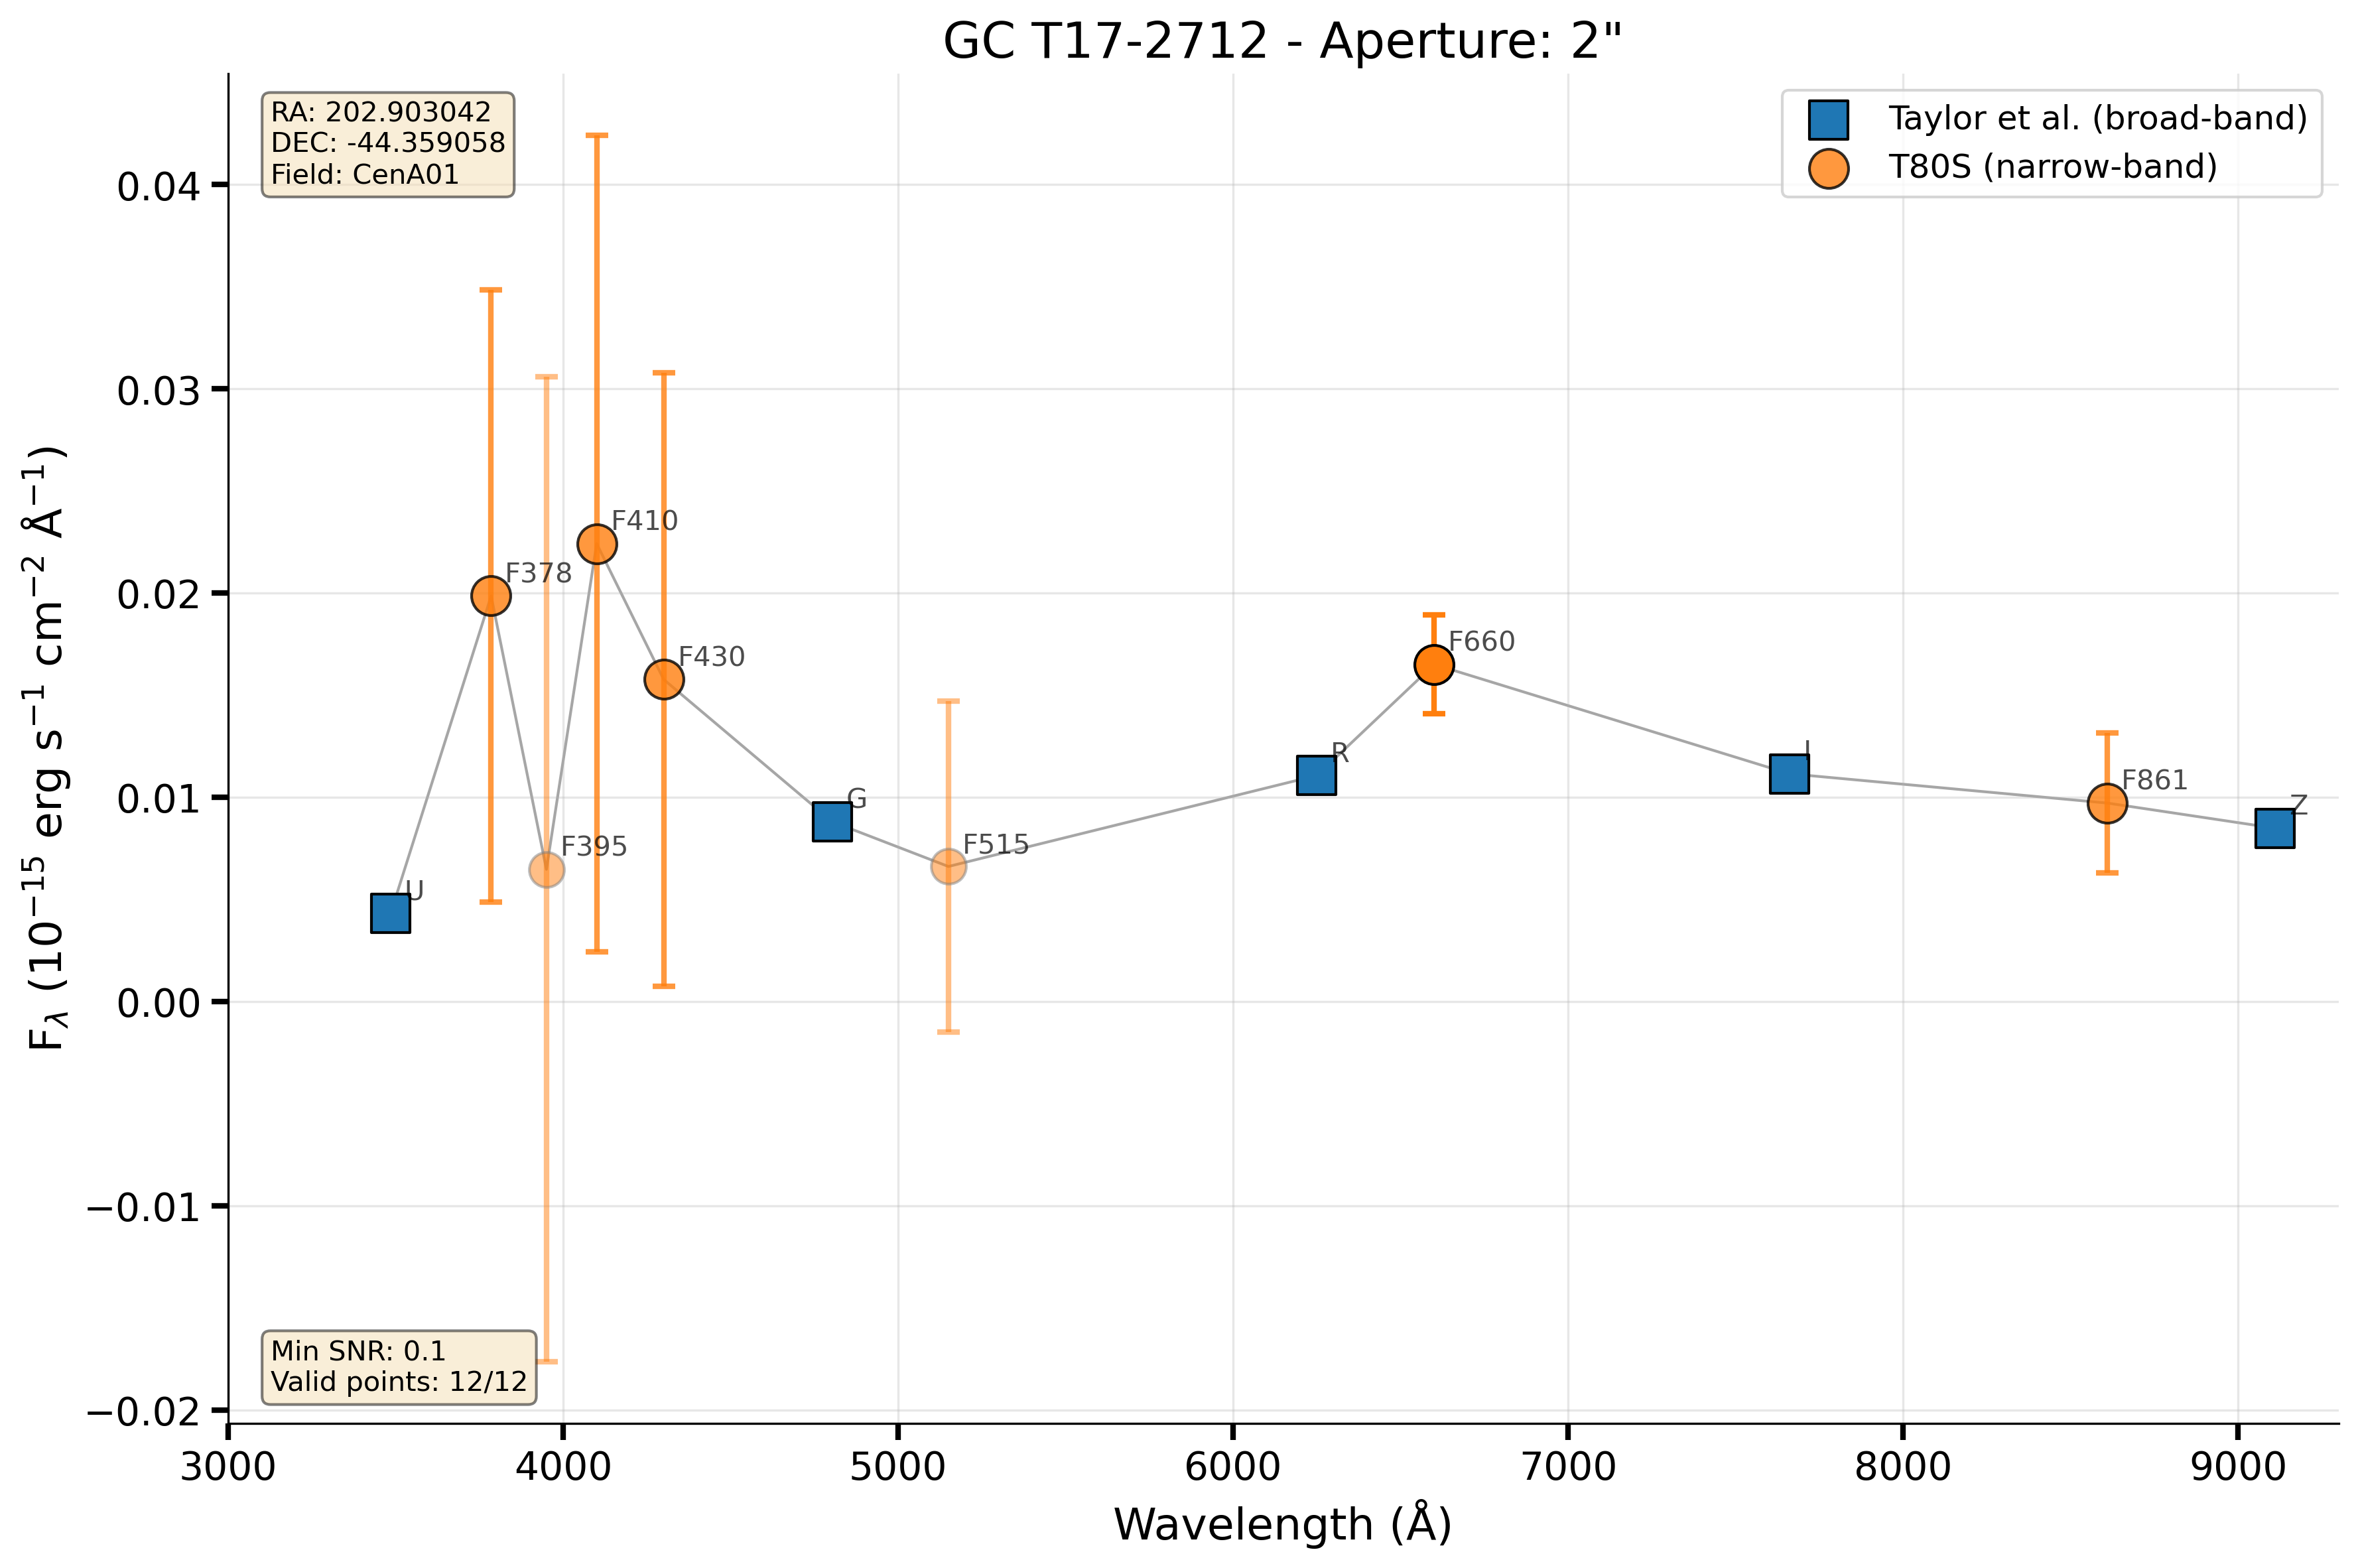 GC T17-2712 - Aperture: 2"
RA: 202.903042
DEC: -44.359058
Field: CenA01
Taylor et al. (broad-band)
T80S (narrow-band)
0.04
0.03
0.02
0.01
0.00
−0.01
−0.02
F_λ (10⁻¹⁵ erg s⁻¹ cm⁻² Å⁻¹)
U
F378
F395
F410
F430
G
F515
R
F660
I
F861
Z
Min SNR: 0.1
Valid points: 12/12
3000 4000 5000 6000 7000 8000 9000
Wavelength (Å)